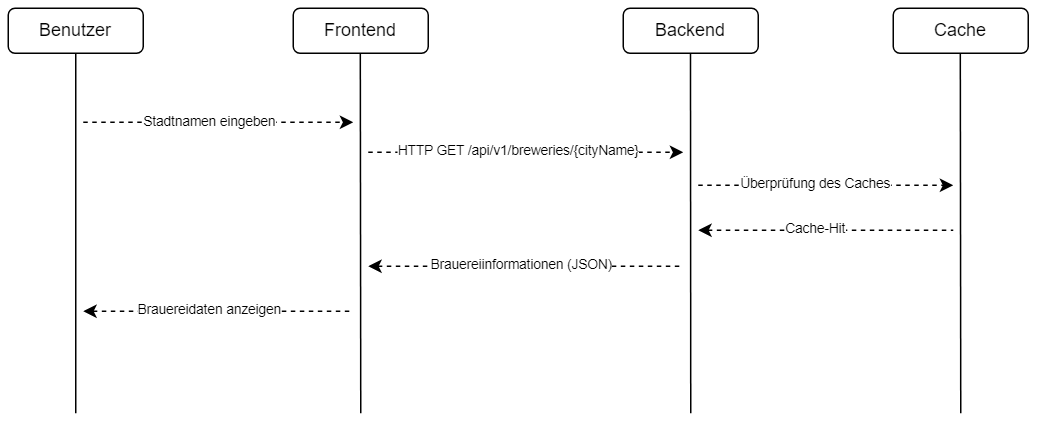 Benutzer
Frontend
Backend
Cache
Stadtnamen eingeben
HTTP GET /api/v1/breweries/{cityName}
Überprüfung des Caches
Cache-Hit
Brauereiinformationen (JSON)
Brauereidaten anzeigen